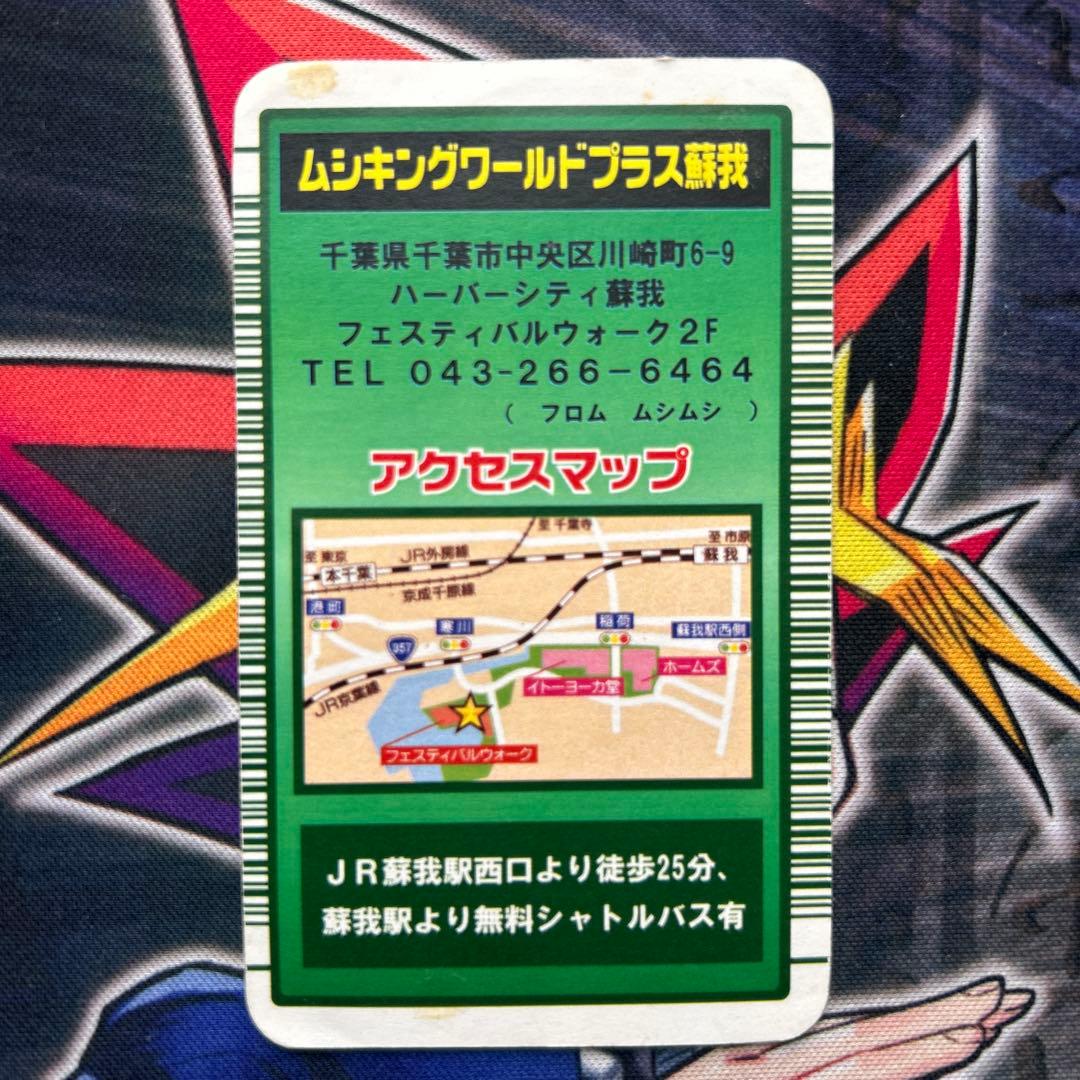 ムシキングワールドプラス蘇我
千葉県千葉市中央区川崎町6-9
ハーバーシティ蘇我
フェスティバルウォーク2F
TEL 043-266-6464
( フロム ムシムシ )
アクセスマップ
至千葉寺
至市原
至東京
JR外房線
蘇我
本千葉
京成千原線
港町
寒川
稲荷
蘇我駅西側
357
ホームズ
イトーヨーカ堂
JR京葉線
フェスティバルウォーク
JR蘇我駅西口より徒歩25分、
蘇我駅より無料シャトルバス有